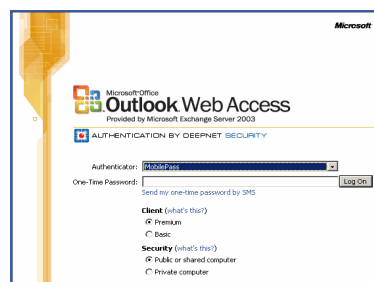 Microsoft
Microsoft Office
Outlook Web Access
Provided by Microsoft Exchange Server 2003
AUTHENTICATION BY DEEPNET SECURITY
Authenticator: MobilePass
One-Time Password: Log On
Send my one-time password by SMS
Client (what's this?)
Premium
Basic
Security (what's this?)
Public or shared computer
Private computer